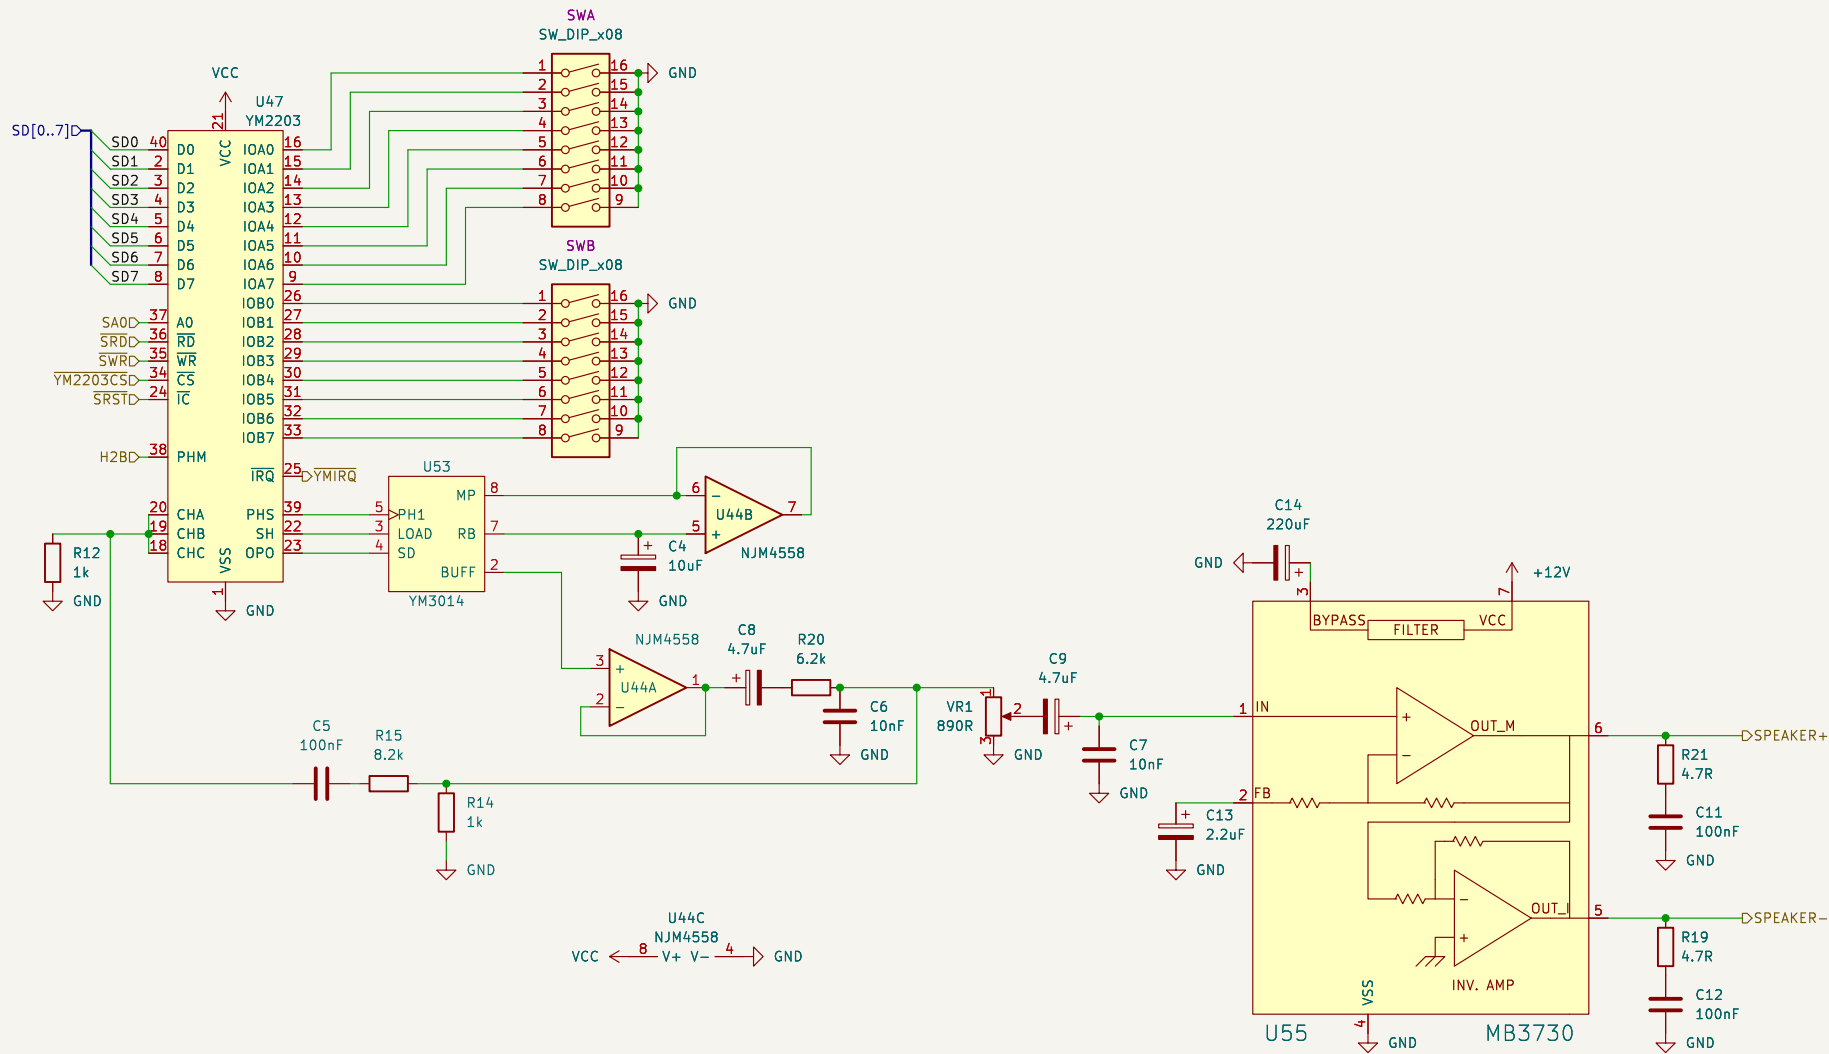 SWA
SW_DIP_x08
1 16 GND
2 15
3 14
4 13
5 12
6 11
7 10
8 9
VCC
U47
YM2203
21
VCC
SD[0..7]
SD0 40 D0 IOA0 16
SD1 2 D1 IOA1 15
SD2 3 D2 IOA2 14
SD3 4 D3 IOA3 13
SD4 5 D4 IOA4 12
SD5 6 D5 IOA5 11
SD6 7 D6 IOA6 10
SD7 8 D7 IOA7 9
IOB0 26
SA0 37 A0 IOB1 27
SRD 36 RD IOB2 28
SWR 35 WR IOB3 29
YM2203CS 34 CS IOB4 30
SRST 24 IC IOB5 31
IOB6 32
IOB7 33
H2B 38 PHM
IRQ 25 YMIRQ
20 CHA PHS 39
19 CHB SH 22
18 CHC OPO 23
VSS
1
GND
R12
1k
GND
SWB
SW_DIP_x08
1 16 GND
2 15
3 14
4 13
5 12
6 11
7 10
8 9
U53
MP 8
5 PH1
3 LOAD RB 7
4 SD
BUFF 2
YM3014
6 −
U44B 7
5 +
NJM4558
+ C4
10uF
GND
NJM4558
3 +
U44A 1
2 −
C8
4.7uF
+
R20
6.2k
C6
10nF
GND
C5
100nF
R15
8.2k
R14
1k
GND
VR1
890R
1
2
3
GND
C9
4.7uF
+
C7
10nF
GND
+ C13
2.2uF
GND
C14
220uF
GND +
3
7 +12V
BYPASS FILTER VCC
1 IN
+
−
OUT_M 6
2 FB
−
+
OUT_I 5
INV. AMP
VSS
4
GND
U55 MB3730
SPEAKER+
R21
4.7R
C11
100nF
GND
SPEAKER-
R19
4.7R
C12
100nF
GND
U44C
NJM4558
VCC 8 V+ V− 4 GND